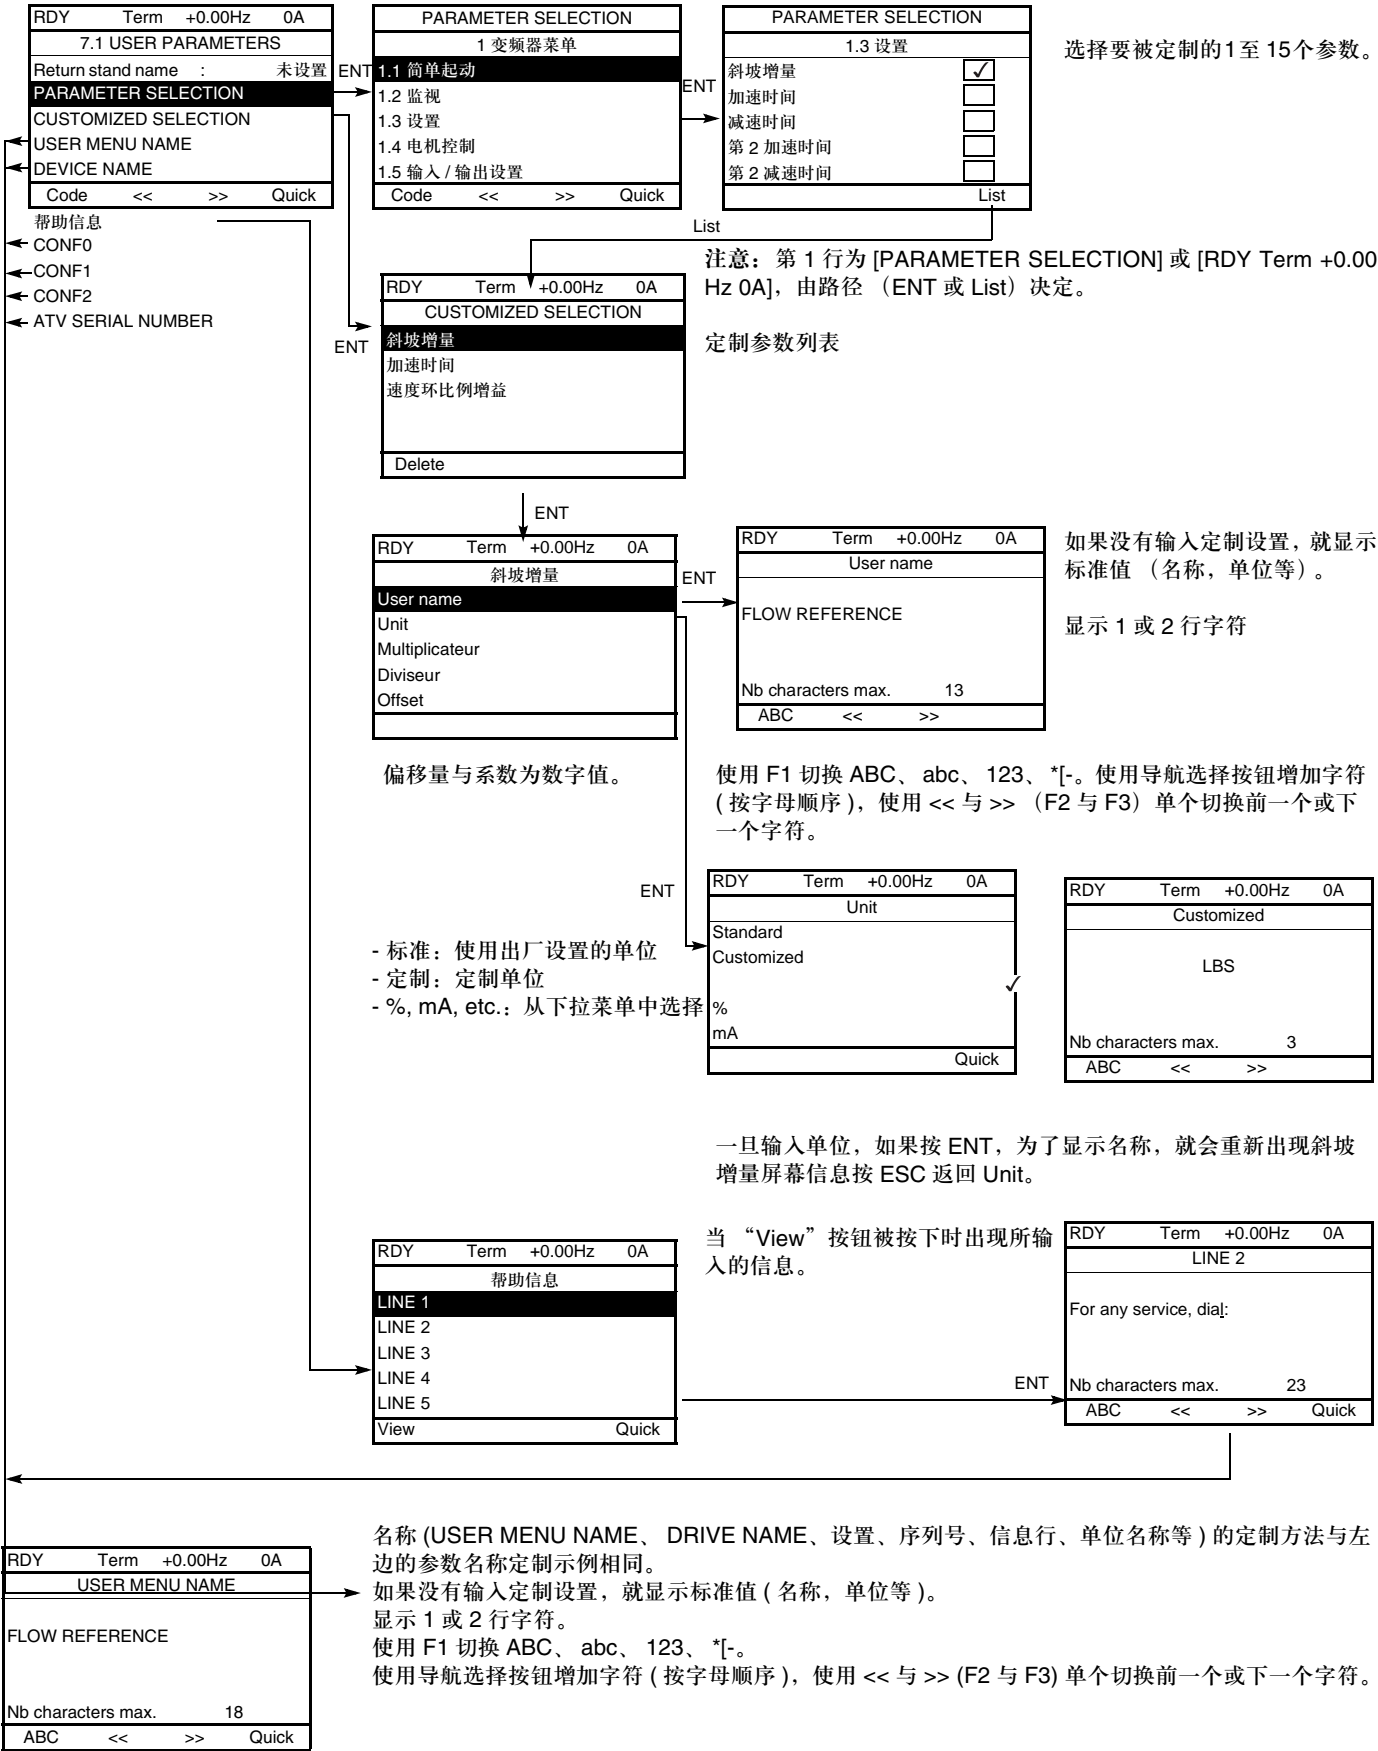 RDY Term +0.00Hz 0A
7.1 USER PARAMETERS
Return stand name : 未设置
PARAMETER SELECTION
CUSTOMIZED SELECTION
USER MENU NAME
DEVICE NAME
Code << >> Quick
帮助信息
CONF0
CONF1
CONF2
ATV SERIAL NUMBER
ENT
PARAMETER SELECTION
1 变频器菜单
1.1 简单起动
1.2 监视
1.3 设置
1.4 电机控制
1.5 输入 / 输出设置
Code << >> Quick
ENT
PARAMETER SELECTION
1.3 设置
斜坡增量 ✓
加速时间
减速时间
第 2 加速时间
第 2 减速时间
List
选择要被定制的1至 15个参数。
List
注意：第 1 行为 [PARAMETER SELECTION] 或 [RDY Term +0.00
Hz 0A]，由路径 （ENT 或 List）决定。
ENT
RDY Term +0.00Hz 0A
CUSTOMIZED SELECTION
斜坡增量
加速时间
速度环比例增益
Delete
定制参数列表
ENT
RDY Term +0.00Hz 0A
斜坡增量
User name
Unit
Multiplicateur
Diviseur
Offset
ENT
RDY Term +0.00Hz 0A
User name
FLOW REFERENCE
Nb characters max. 13
ABC << >>
如果没有输入定制设置，就显示
标准值 （名称，单位等）。
显示 1 或 2 行字符
偏移量与系数为数字值。
使用 F1 切换 ABC、 abc、 123、 *[-。使用导航选择按钮增加字符
( 按字母顺序 )，使用 << 与 >> （F2 与 F3）单个切换前一个或下
一个字符。
ENT
- 标准：使用出厂设置的单位
- 定制：定制单位
- %, mA, etc.：从下拉菜单中选择
RDY Term +0.00Hz 0A
Unit
Standard
Customized
✓
%
mA
Quick
RDY Term +0.00Hz 0A
Customized
LBS
Nb characters max. 3
ABC << >>
一旦输入单位，如果按 ENT，为了显示名称，就会重新出现斜坡
增量屏幕信息按 ESC 返回 Unit。
RDY Term +0.00Hz 0A
帮助信息
LINE 1
LINE 2
LINE 3
LINE 4
LINE 5
View Quick
当 “View”按钮被按下时出现所输
入的信息。
ENT
RDY Term +0.00Hz 0A
LINE 2
For any service, dial:
Nb characters max. 23
ABC << >> Quick
RDY Term +0.00Hz 0A
USER MENU NAME
FLOW REFERENCE
Nb characters max. 18
ABC << >> Quick
名称 (USER MENU NAME、 DRIVE NAME、设置、序列号、信息行、单位名称等 ) 的定制方法与左
边的参数名称定制示例相同。
如果没有输入定制设置，就显示标准值 ( 名称，单位等 )。
显示 1 或 2 行字符。
使用 F1 切换 ABC、 abc、 123、 *[-。
使用导航选择按钮增加字符 ( 按字母顺序 )，使用 << 与 >> (F2 与 F3) 单个切换前一个或下一个字符。